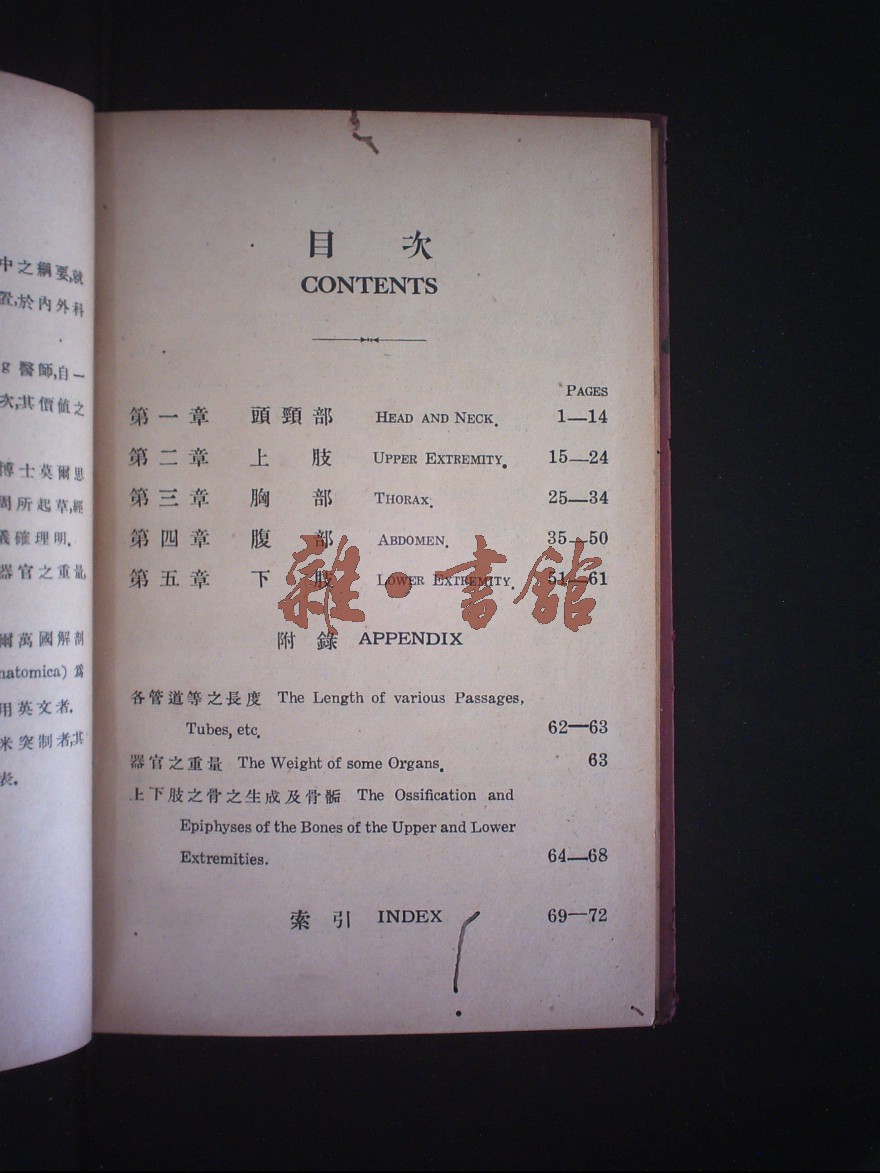 目次
CONTENTS
PAGES
第一章 頭頸部 HEAD AND NECK. 1—14
第二章 上肢 UPPER EXTREMITY. 15—24
第三章 胸部 THORAX. 25—34
第四章 腹部 ABDOMEN. 35—50
第五章 下肢 LOWER EXTREMITY. 51—61
附錄 APPENDIX
各管道等之長度 The Length of various Passages,
Tubes, etc. 62—63
器官之重量 The Weight of some Organs. 63
上下肢之骨之生成及骨骺 The Ossification and
Epiphyses of the Bones of the Upper and Lower
Extremities. 64—68
索引 INDEX 69—72
雜·書館
中之綱要,就
置,於內外科
g 醫師,自一
次,其價值之
博士莫爾思
周所起草,經
義確理明.
器官之重量,
爾萬國解剖
natomica) 爲
用英文者.
米突制者,其
表.